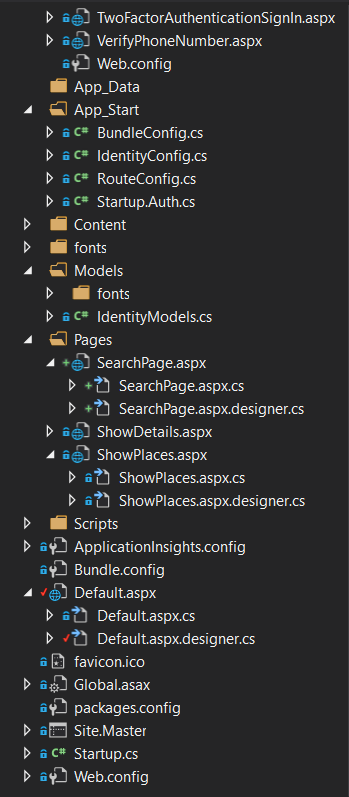 TwoFactorAuthenticationSignIn.aspx
VerifyPhoneNumber.aspx
Web.config
App_Data
App_Start
C# BundleConfig.cs
C# IdentityConfig.cs
C# RouteConfig.cs
C# Startup.Auth.cs
Content
fonts
Models
fonts
C# IdentityModels.cs
Pages
SearchPage.aspx
SearchPage.aspx.cs
SearchPage.aspx.designer.cs
ShowDetails.aspx
ShowPlaces.aspx
ShowPlaces.aspx.cs
ShowPlaces.aspx.designer.cs
Scripts
ApplicationInsights.config
Bundle.config
Default.aspx
Default.aspx.cs
Default.aspx.designer.cs
favicon.ico
Global.asax
packages.config
Site.Master
C# Startup.cs
Web.config